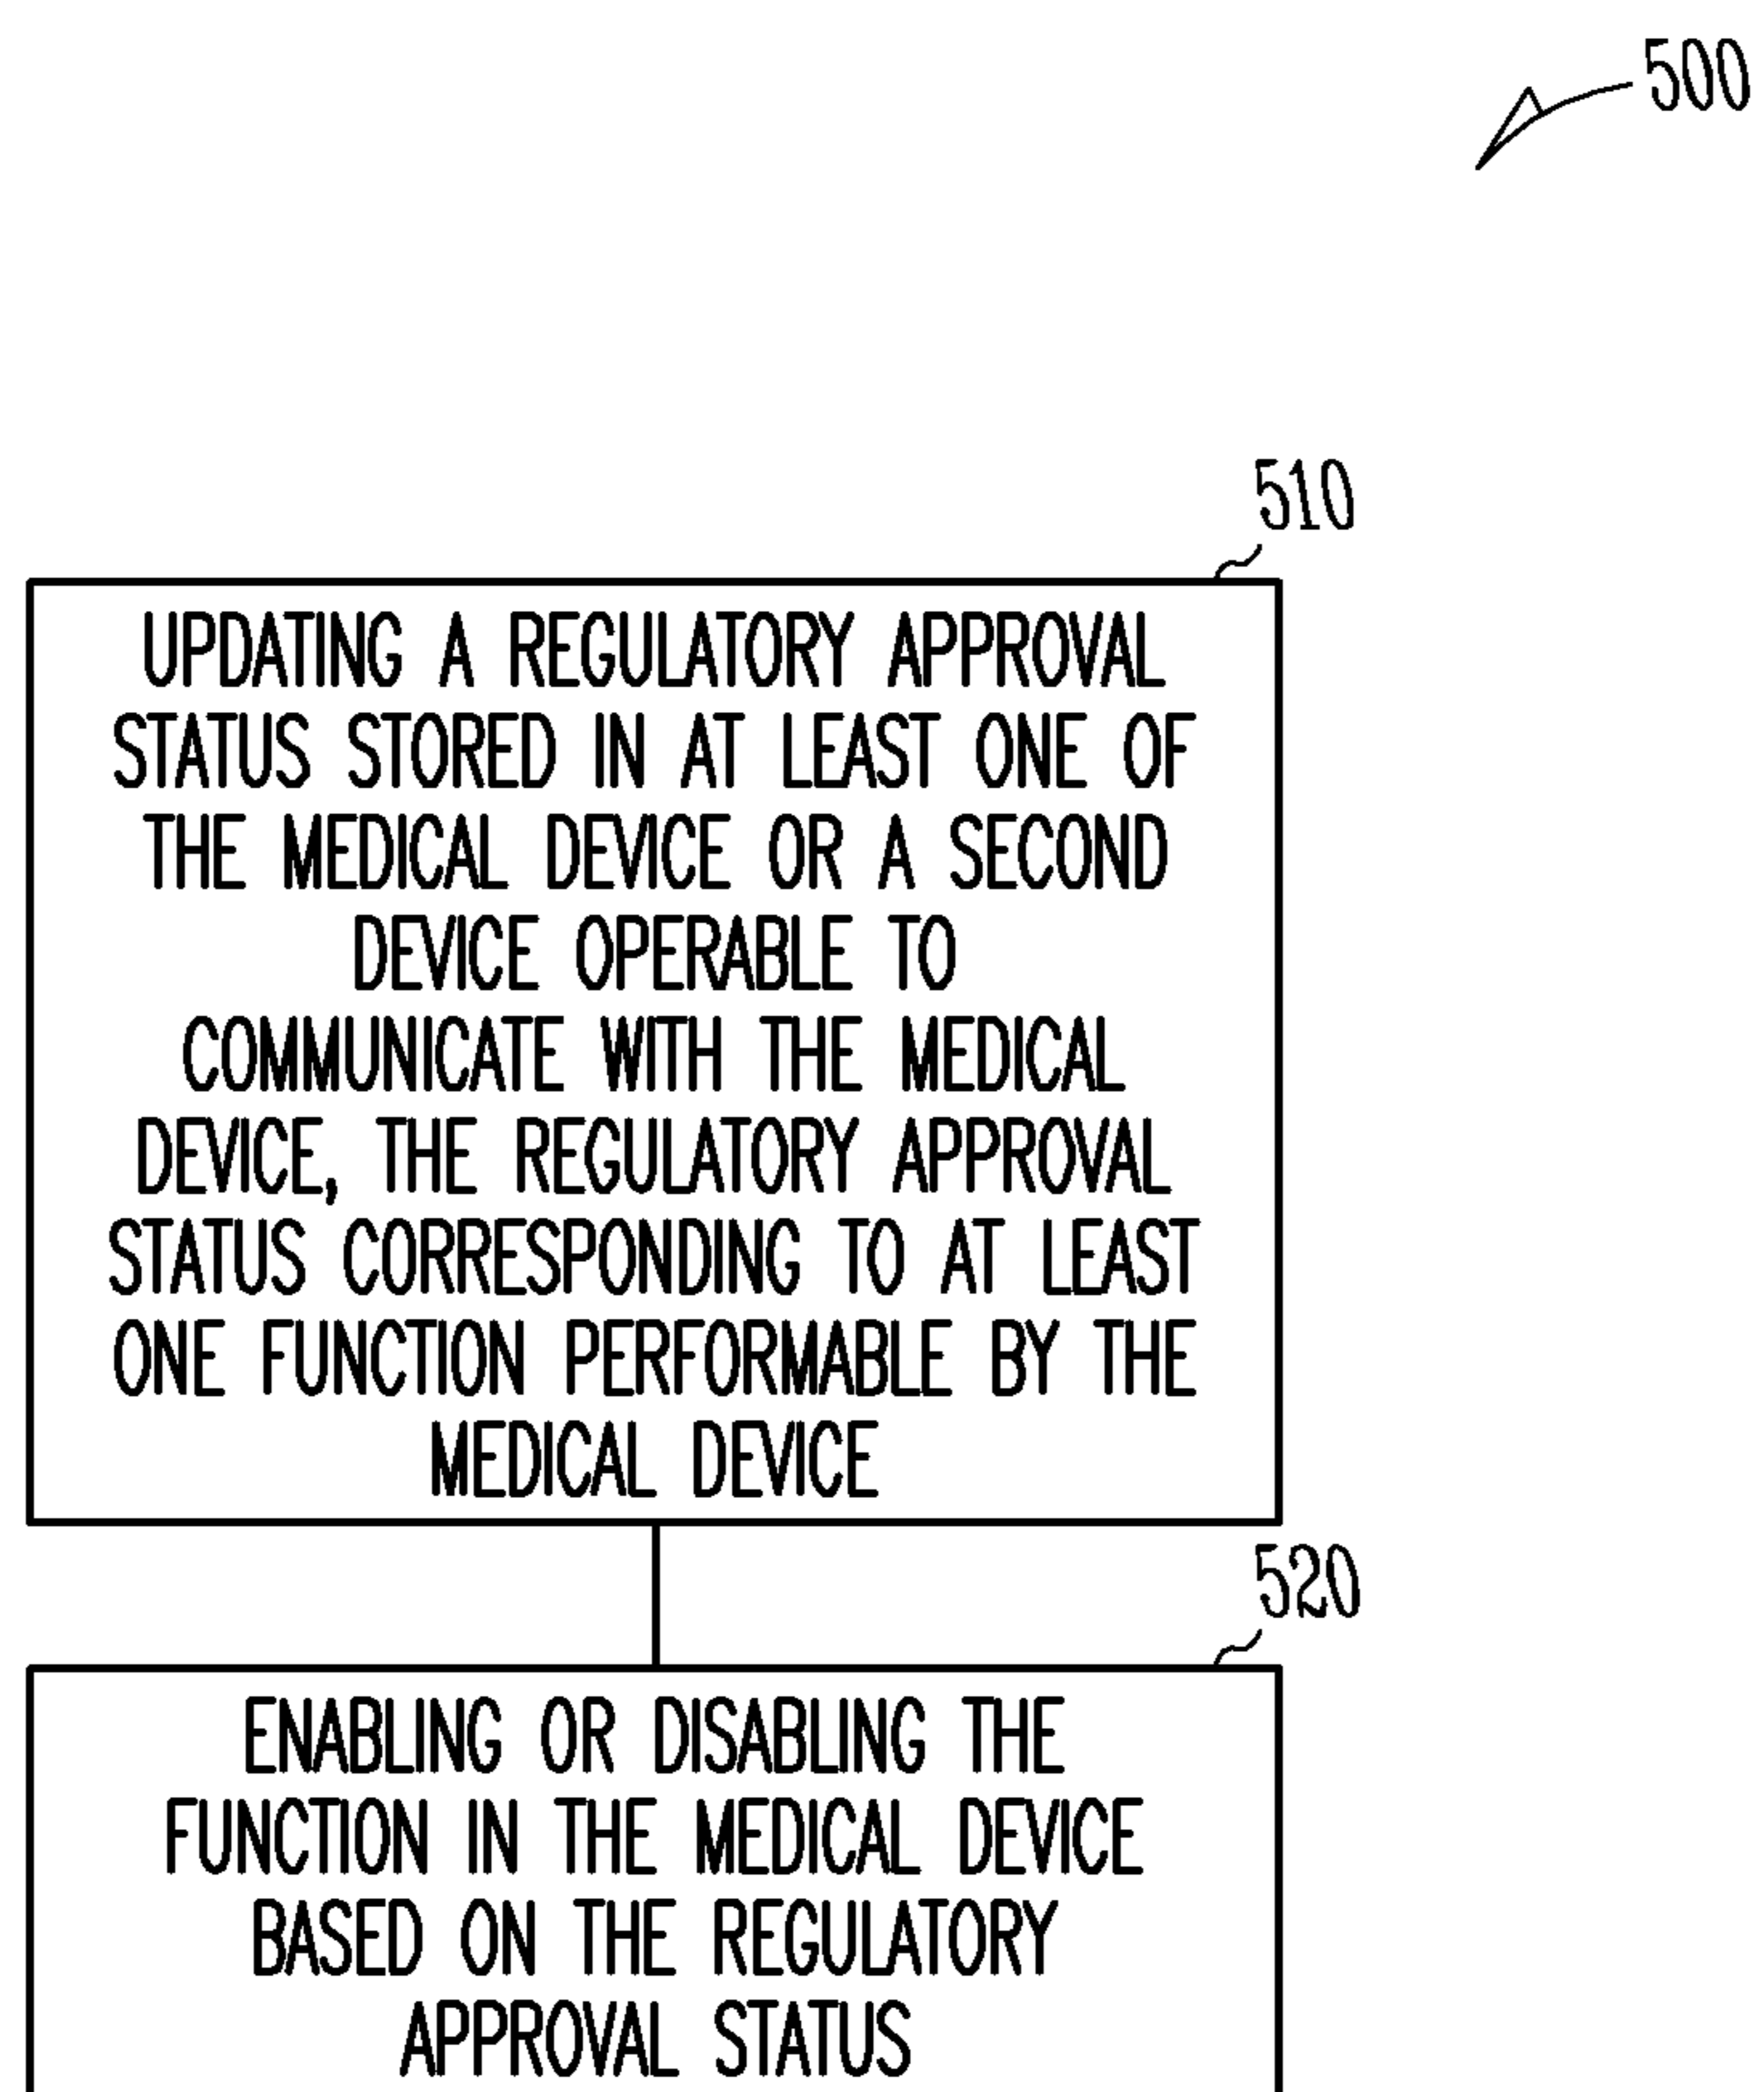 500
510
UPDATING A REGULATORY APPROVAL
STATUS STORED IN AT LEAST ONE OF
THE MEDICAL DEVICE OR A SECOND
DEVICE OPERABLE TO
COMMUNICATE WITH THE MEDICAL
DEVICE, THE REGULATORY APPROVAL
STATUS CORRESPONDING TO AT LEAST
ONE FUNCTION PERFORMABLE BY THE
MEDICAL DEVICE
520
ENABLING OR DISABLING THE
FUNCTION IN THE MEDICAL DEVICE
BASED ON THE REGULATORY
APPROVAL STATUS